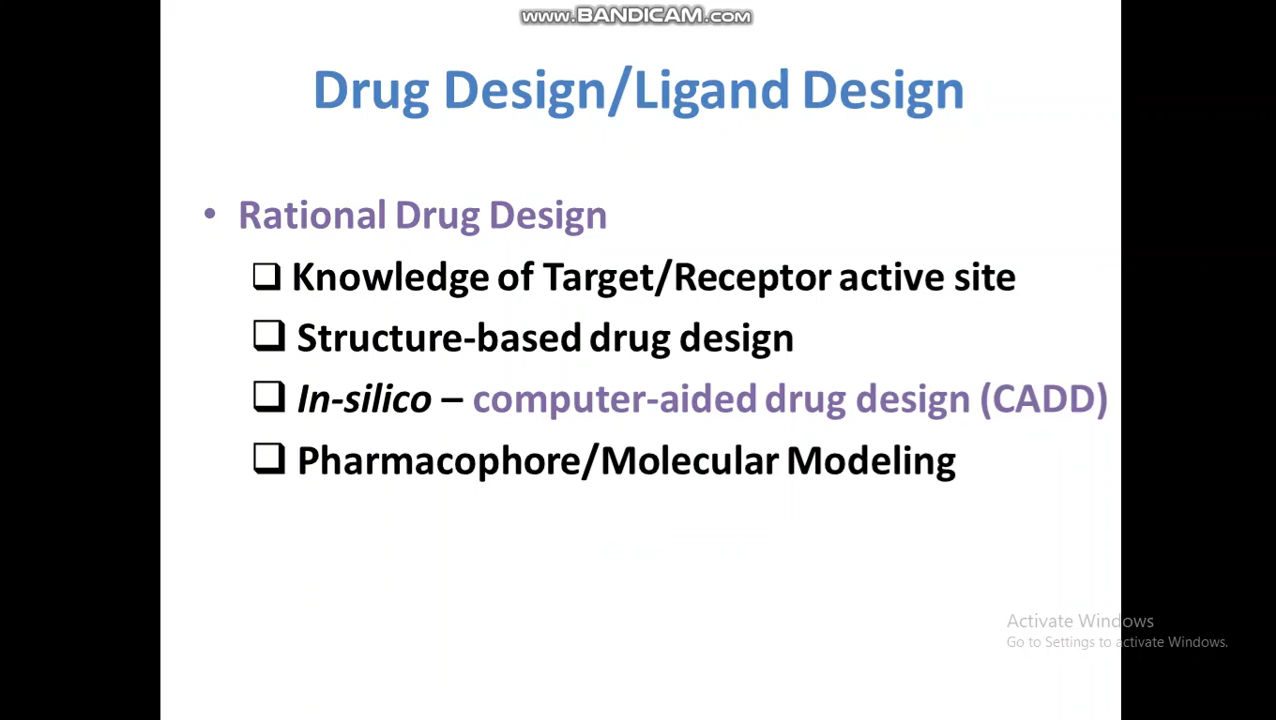 www.BANDICAM.com
Drug Design/Ligand Design
• Rational Drug Design
❑ Knowledge of Target/Receptor active site
❑ Structure-based drug design
❑ In-silico – computer-aided drug design (CADD)
❑ Pharmacophore/Molecular Modeling
Activate Windows
Go to Settings to activate Windows.